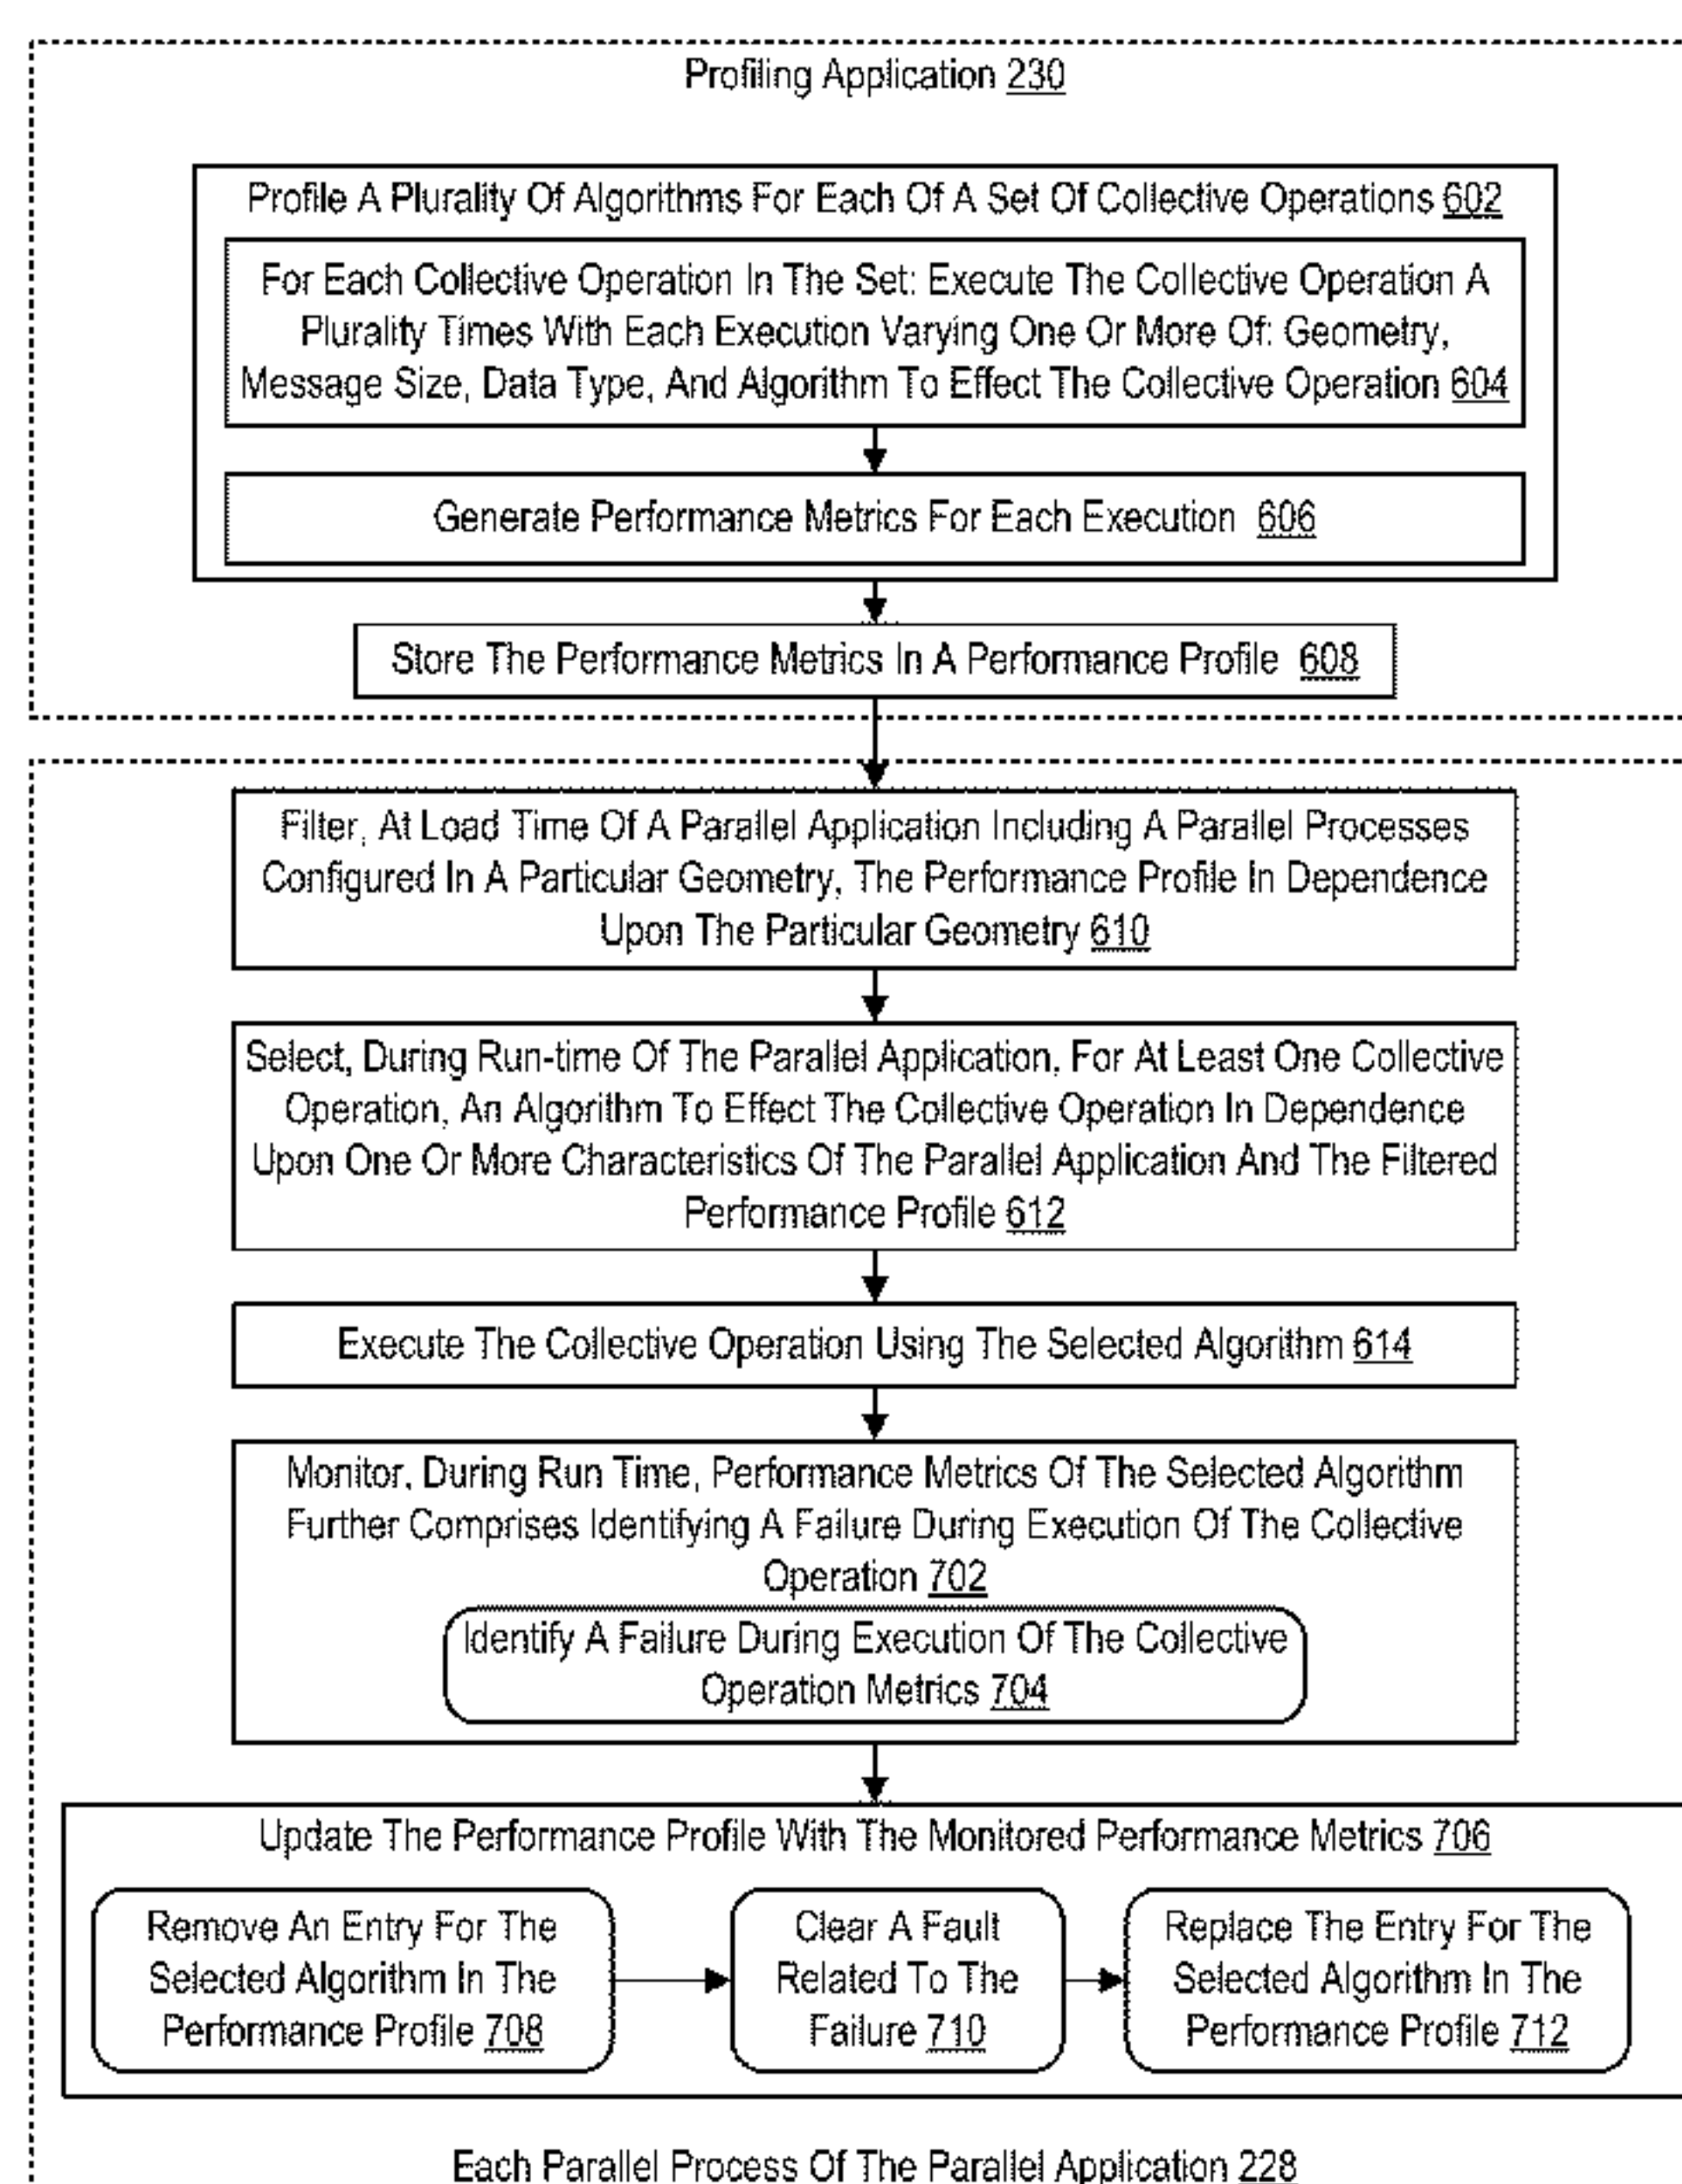 Profiling Application 230
Profile A Plurality Of Algorithms For Each Of A Set Of Collective Operations 602
For Each Collective Operation In The Set: Execute The Collective Operation A
Plurality Times With Each Execution Varying One Or More Of: Geometry,
Message Size, Data Type, And Algorithm To Effect The Collective Operation 604
Generate Performance Metrics For Each Execution 606
Store The Performance Metrics In A Performance Profile 608
Filter, At Load Time Of A Parallel Application Including A Parallel Processes
Configured In A Particular Geometry, The Performance Profile In Dependence
Upon The Particular Geometry 610
Select, During Run-time Of The Parallel Application, For At Least One Collective
Operation, An Algorithm To Effect The Collective Operation In Dependence
Upon One Or More Characteristics Of The Parallel Application And The Filtered
Performance Profile 612
Execute The Collective Operation Using The Selected Algorithm 614
Monitor, During Run Time, Performance Metrics Of The Selected Algorithm
Further Comprises Identifying A Failure During Execution Of The Collective
Operation 702
Identify A Failure During Execution Of The Collective
Operation Metrics 704
Update The Performance Profile With The Monitored Performance Metrics 706
Remove An Entry For The
Selected Algorithm In The
Performance Profile 708
Clear A Fault
Related To The
Failure 710
Replace The Entry For The
Selected Algorithm In The
Performance Profile 712
Each Parallel Process Of The Parallel Application 228